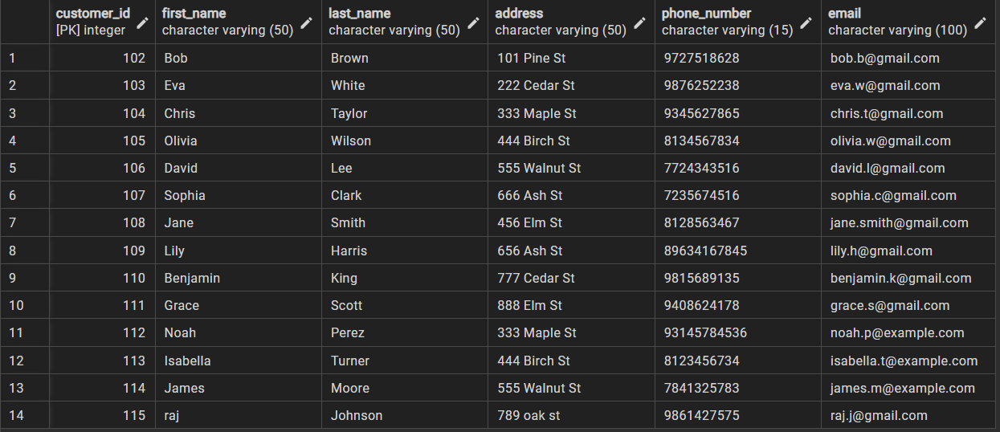 customer_id first_name last_name address phone_number email
[PK] integer character varying (50) character varying (50) character varying (50) character varying (15) character varying (100)
1 102 Bob Brown 101 Pine St 9727518628 bob.b@gmail.com
2 103 Eva White 222 Cedar St 9876252238 eva.w@gmail.com
3 104 Chris Taylor 333 Maple St 9345627865 chris.t@gmail.com
4 105 Olivia Wilson 444 Birch St 8134567834 olivia.w@gmail.com
5 106 David Lee 555 Walnut St 7724343516 david.l@gmail.com
6 107 Sophia Clark 666 Ash St 7235674516 sophia.c@gmail.com
7 108 Jane Smith 456 Elm St 8128563467 jane.smith@gmail.com
8 109 Lily Harris 656 Ash St 89634167845 lily.h@gmail.com
9 110 Benjamin King 777 Cedar St 9815689135 benjamin.k@gmail.com
10 111 Grace Scott 888 Elm St 9408624178 grace.s@gmail.com
11 112 Noah Perez 333 Maple St 93145784536 noah.p@example.com
12 113 Isabella Turner 444 Birch St 8123456734 isabella.t@example.com
13 114 James Moore 555 Walnut St 7841325783 james.m@example.com
14 115 raj Johnson 789 oak st 9861427575 raj.j@gmail.com